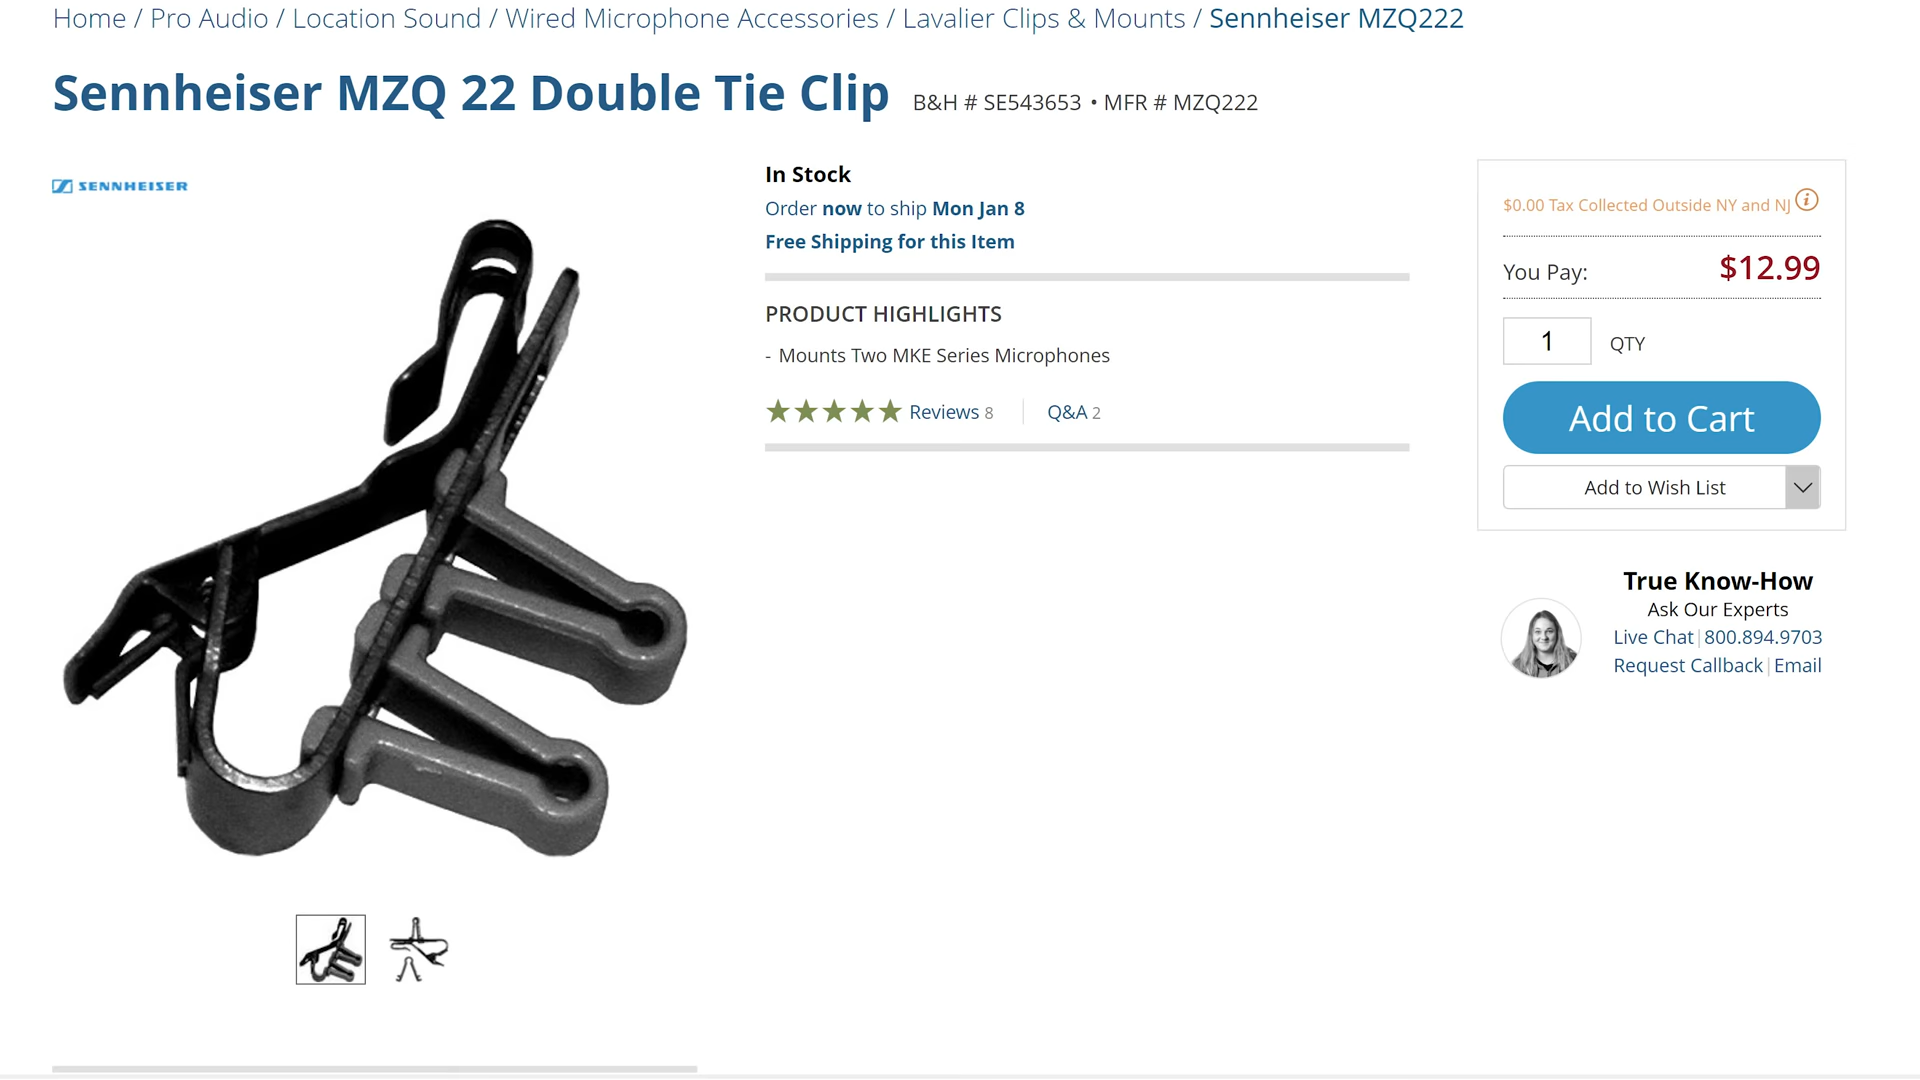 Home / Pro Audio / Location Sound / Wired Microphone Accessories / Lavalier Clips & Mounts / Sennheiser MZQ222
Sennheiser MZQ 22 Double Tie Clip B&H # SE543653 • MFR # MZQ222
SENNHEISER
In Stock
Order now to ship Mon Jan 8
Free Shipping for this Item
PRODUCT HIGHLIGHTS
- Mounts Two MKE Series Microphones
Reviews 8 Q&A 2
$0.00 Tax Collected Outside NY and NJ i
You Pay: $12.99
1 QTY
Add to Cart
Add to Wish List
True Know-How
Ask Our Experts
Live Chat | 800.894.9703
Request Callback | Email